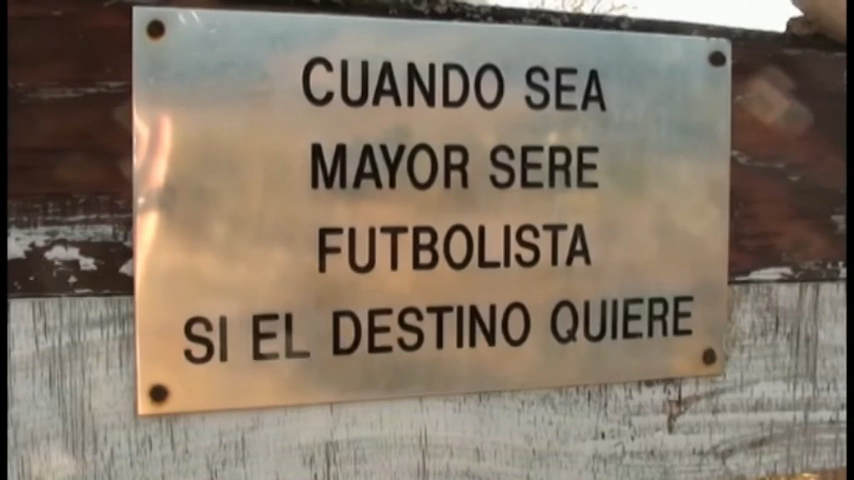 CUANDO SEA
MAYOR SERE
FUTBOLISTA
SI EL DESTINO QUIERE